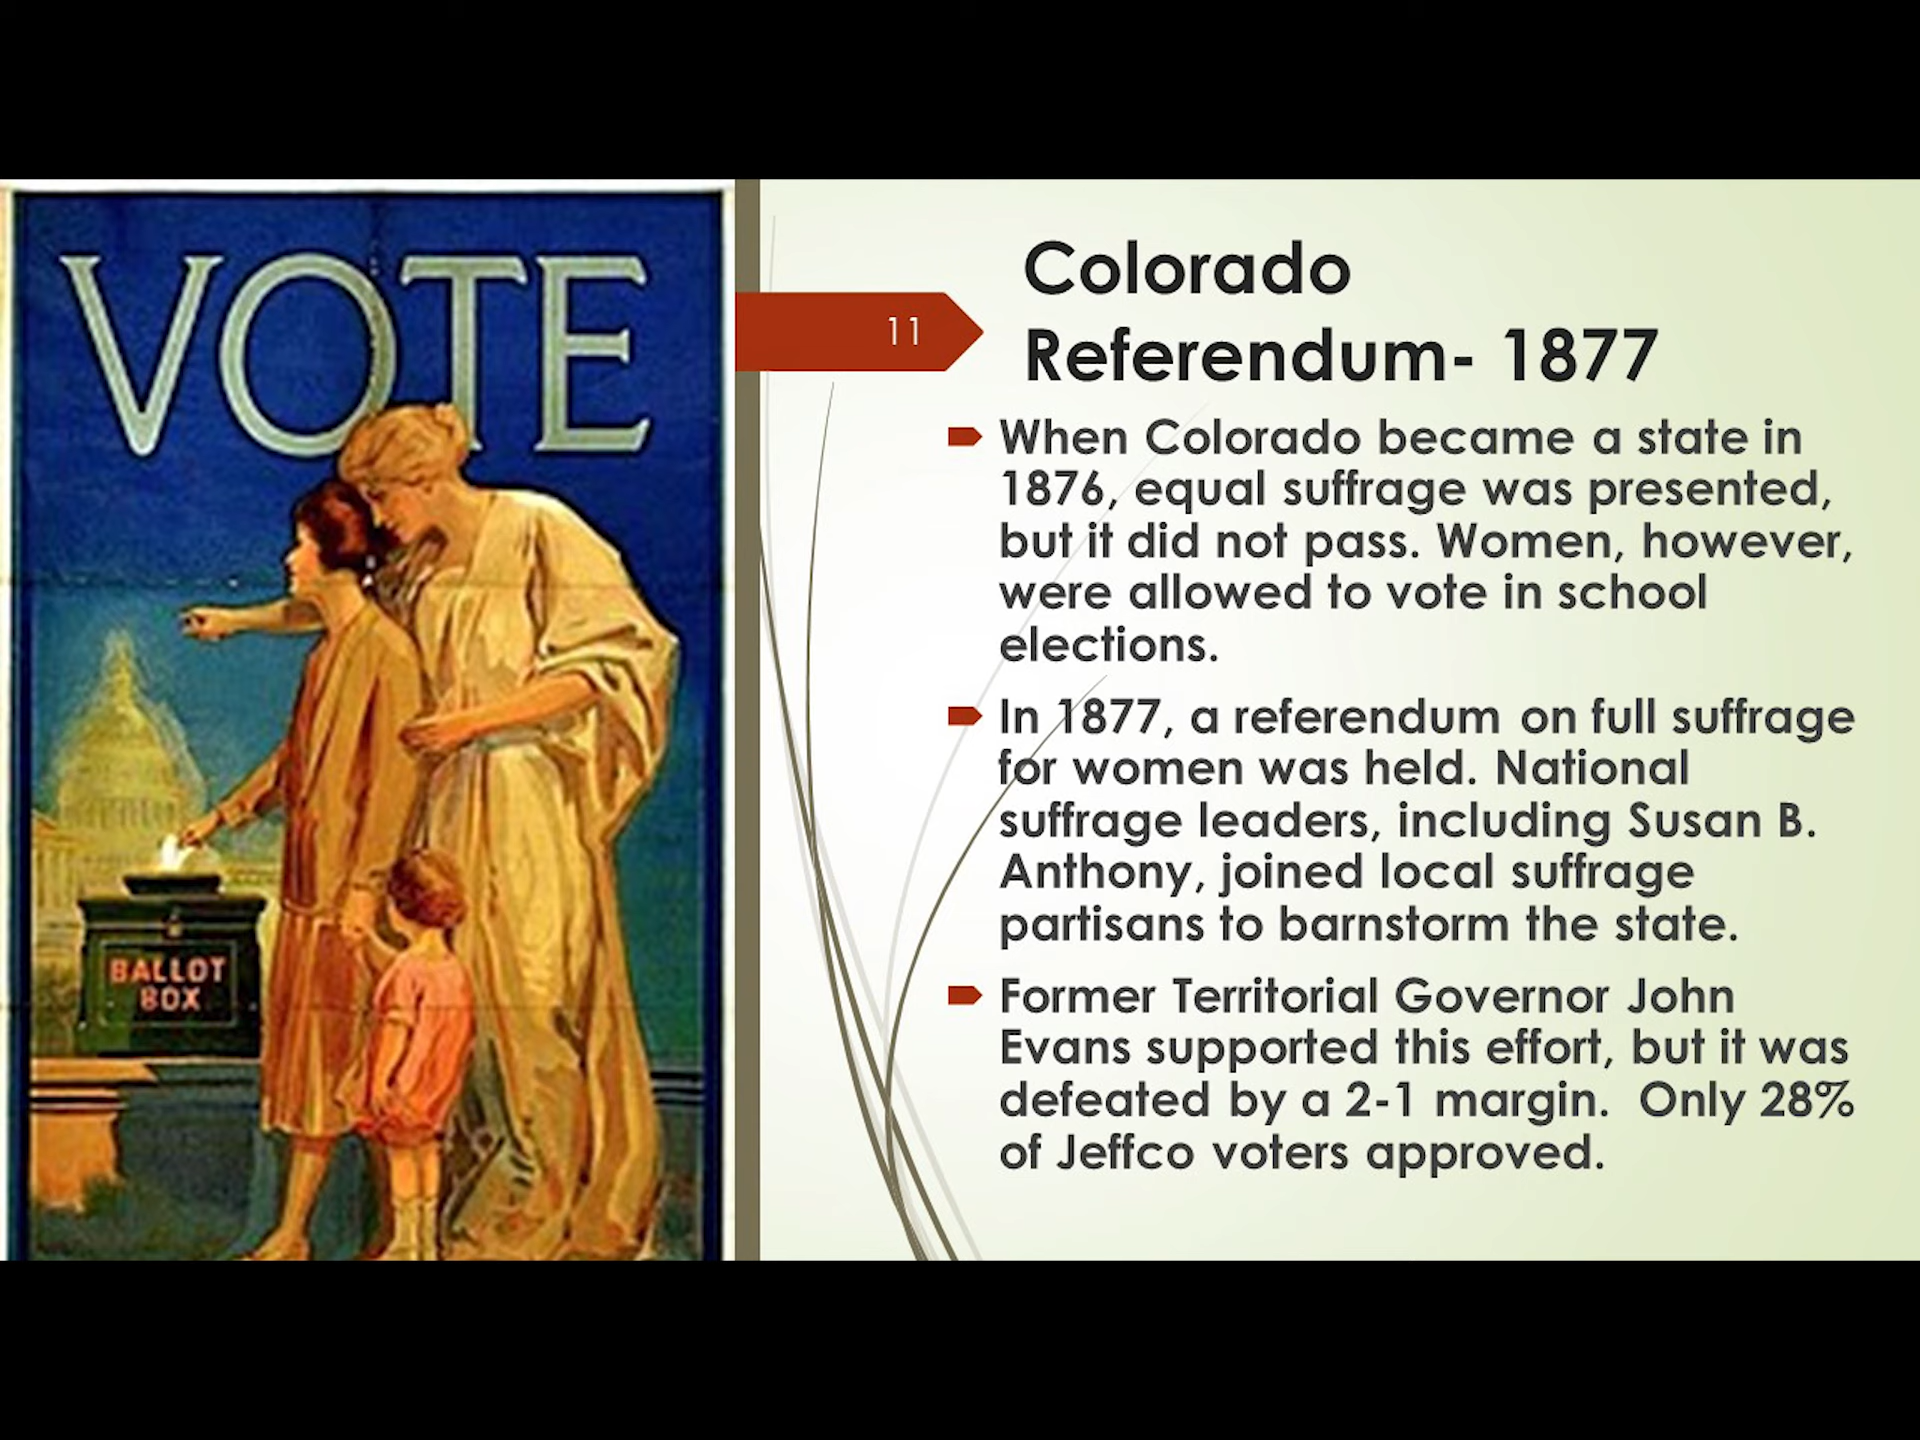 VOTE
BALLOT
BOX
11
Colorado
Referendum- 1877
When Colorado became a state in
1876, equal suffrage was presented,
but it did not pass. Women, however,
were allowed to vote in school
elections.
In 1877, a referendum on full suffrage
for women was held. National
suffrage leaders, including Susan B.
Anthony, joined local suffrage
partisans to barnstorm the state.
Former Territorial Governor John
Evans supported this effort, but it was
defeated by a 2-1 margin.  Only 28%
of Jeffco voters approved.